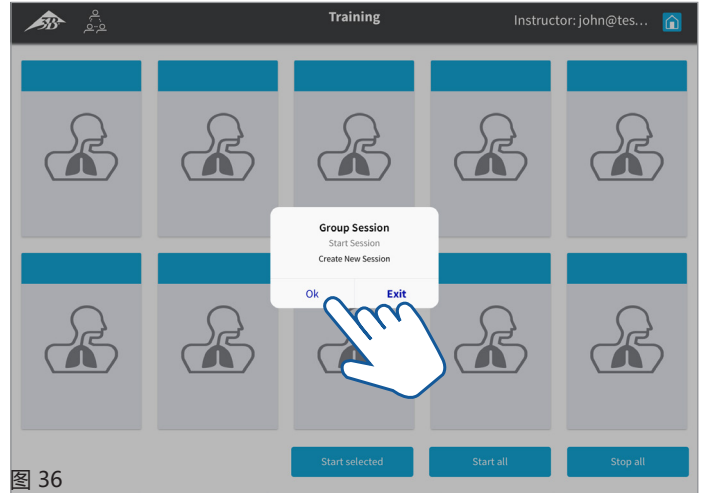 3B
Training
Instructor: john@tes...
Group Session
Start Session
Create New Session
Ok
Exit
Start selected
Start all
Stop all
图 36